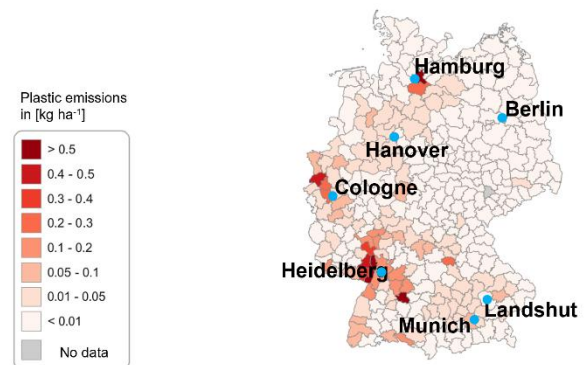 Plastic emissions
in [kg ha⁻¹]
> 0.5
0.4 - 0.5
0.3 - 0.4
0.2 - 0.3
0.1 - 0.2
0.05 - 0.1
0.01 - 0.05
< 0.01
No data
Hamburg
Berlin
Hanover
Cologne
Heidelberg
Landshut
Munich